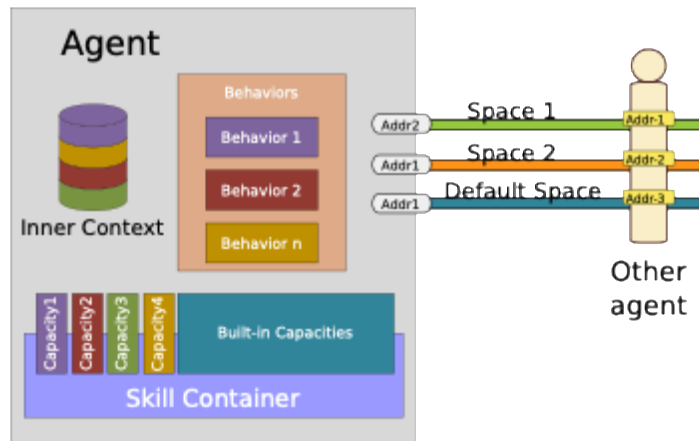 Agent
Behaviors
Behavior 1
Behavior 2
Behavior n
Inner Context
Addr2
Space 1
Addr-1
Addr1
Space 2
Addr-2
Addr1
Default Space
Addr-3
Other
agent
Capacity1
Capacity2
Capacity3
Capacity4
Built-in Capacities
Skill Container